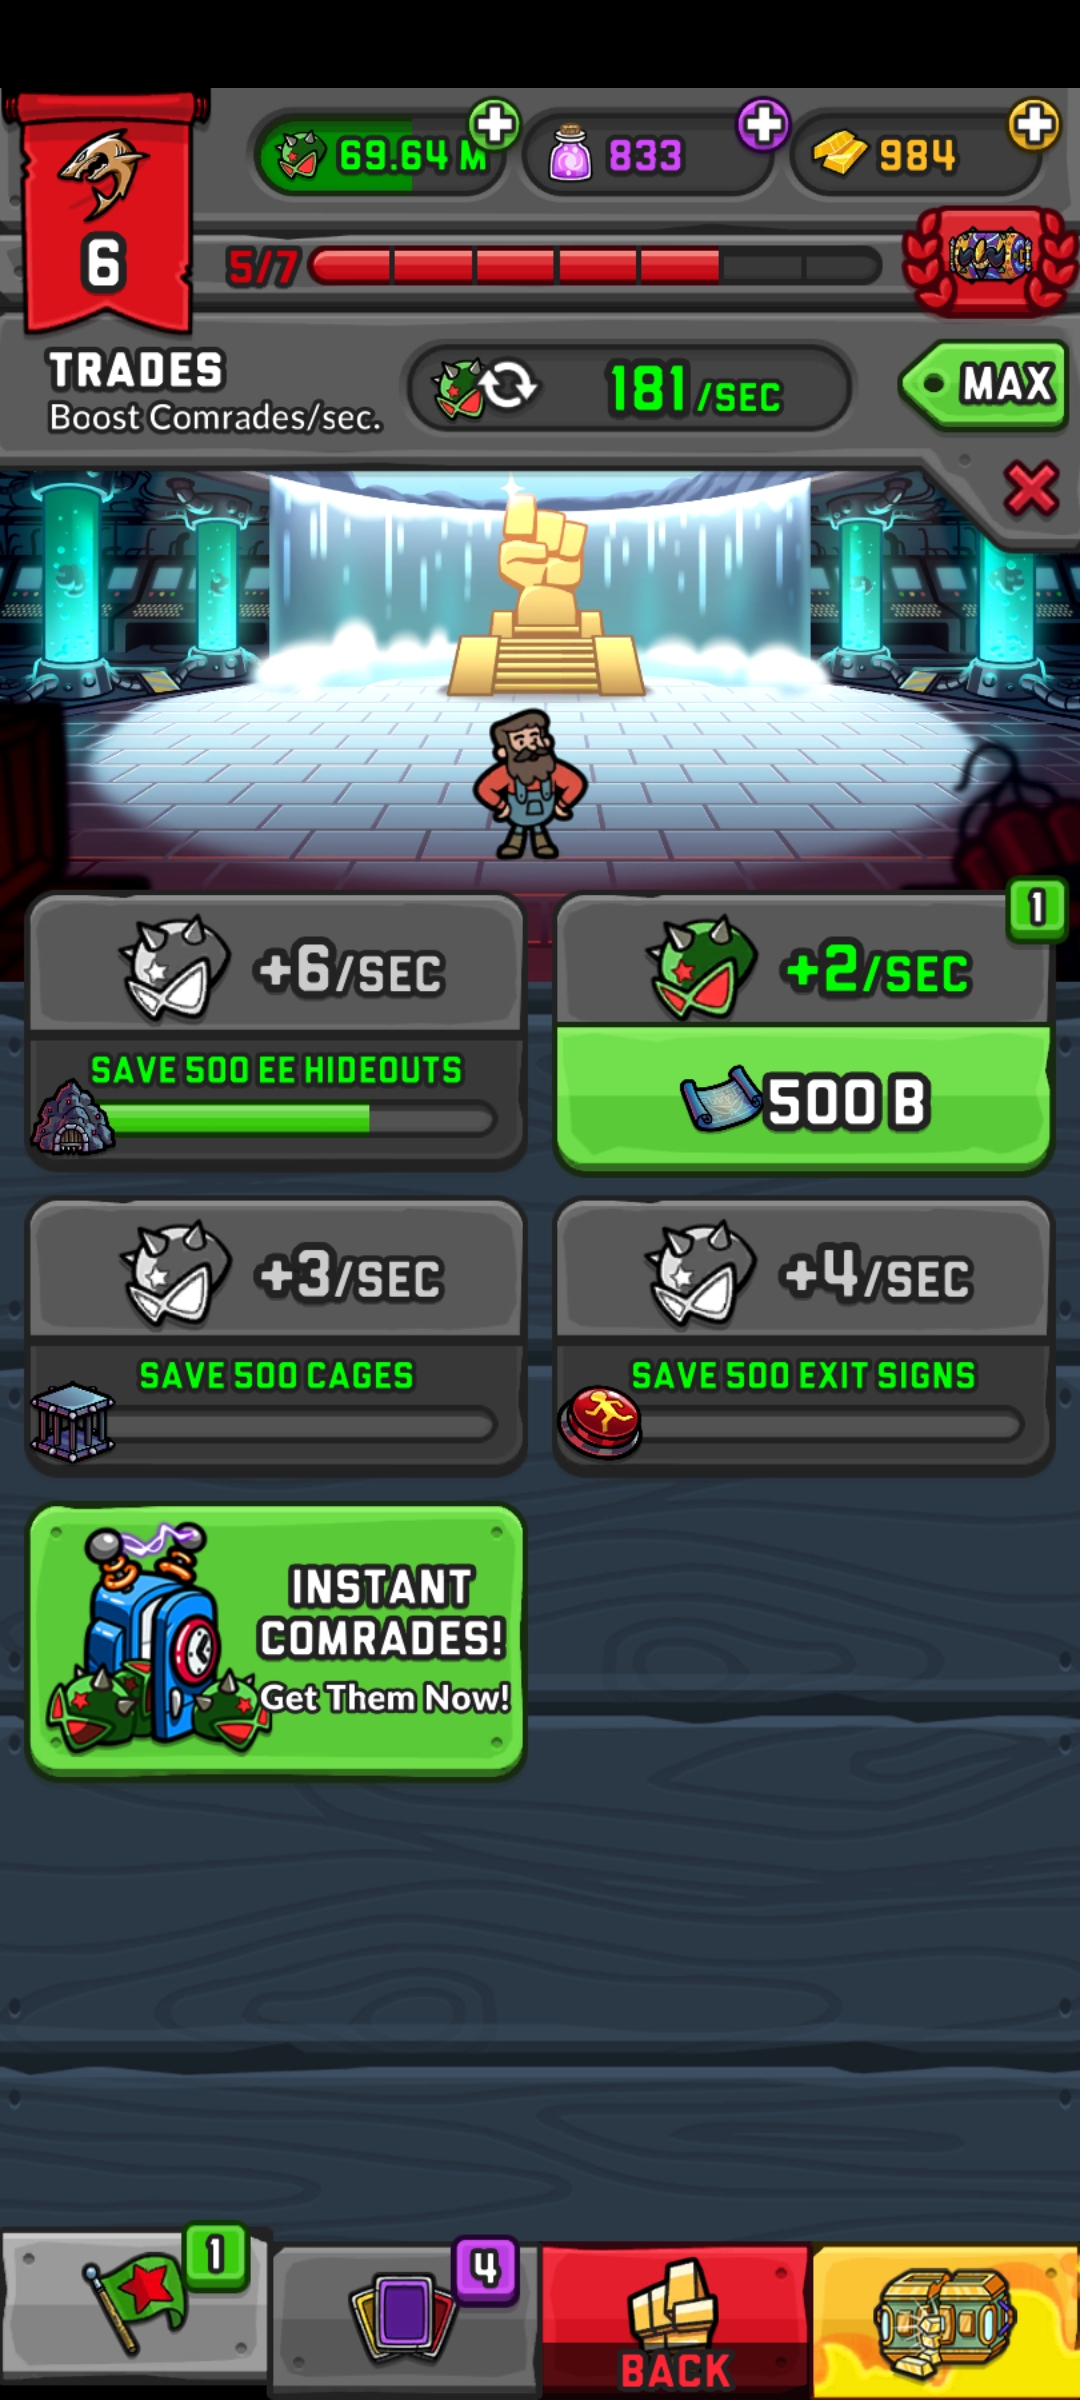 69.64 M
833
984
6
5/7
TRADES
Boost Comrades/sec.
181/SEC
MAX
+6/SEC
SAVE 500 EE HIDEOUTS
1
+2/SEC
500 B
+3/SEC
SAVE 500 CAGES
+4/SEC
SAVE 500 EXIT SIGNS
INSTANT
COMRADES!
Get Them Now!
1
4
BACK